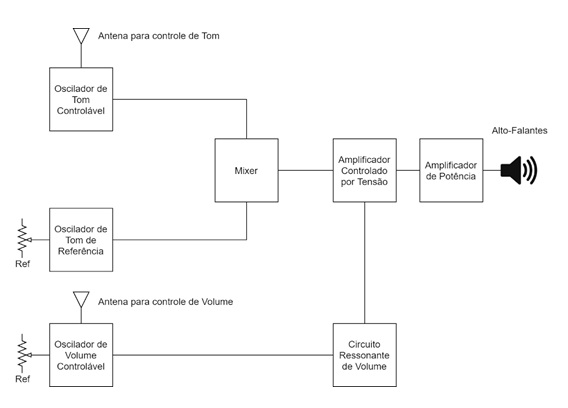 Antena para controle de Tom
Oscilador de
Tom
Controlável
Alto-Falantes
Mixer
Amplificador
Controlado
por Tensão
Amplificador
de Potência
Oscilador de
Tom de
Referência
Ref
Antena para controle de Volume
Oscilador de
Volume
Controlável
Ref
Circuito
Ressonante
de Volume